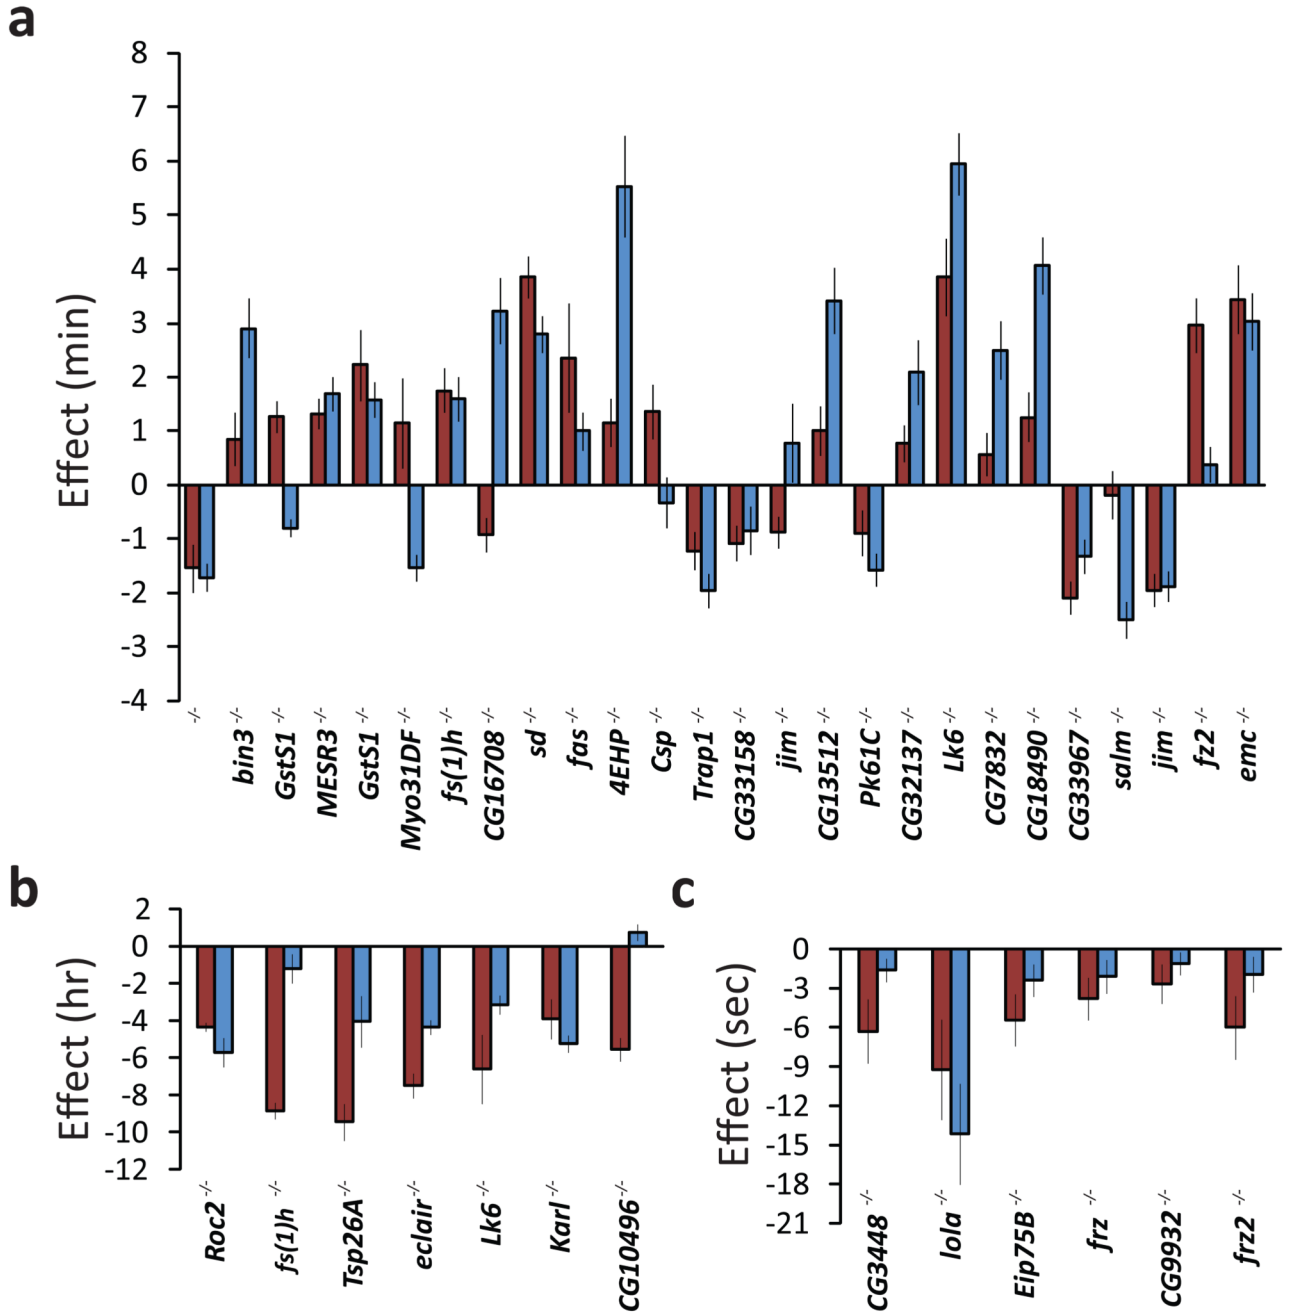 a
Effect (min)
8
7
6
5
4
3
2
1
0
-1
-2
-3
-4
-/-
bin3 -/-
GstS1 -/-
MESR3 -/-
GstS1 -/-
Myo31DF -/-
fs(1)h -/-
CG16708 -/-
sd -/-
fas -/-
4EHP -/-
Csp -/-
Trap1 -/-
CG33158 -/-
jim -/-
CG13512 -/-
Pk61C -/-
CG32137 -/-
Lk6 -/-
CG7832 -/-
CG18490 -/-
CG33967 -/-
salm -/-
jim -/-
fz2 -/-
emc -/-
b
Effect (hr)
2
0
-2
-4
-6
-8
-10
-12
Roc2 -/-
fs(1)h -/-
Tsp26A -/-
eclair -/-
Lk6 -/-
Karl -/-
CG10496 -/-
c
Effect (sec)
0
-3
-6
-9
-12
-15
-18
-21
CG3448 -/-
lola -/-
Eip75B -/-
frz -/-
CG9932 -/-
frz2 -/-